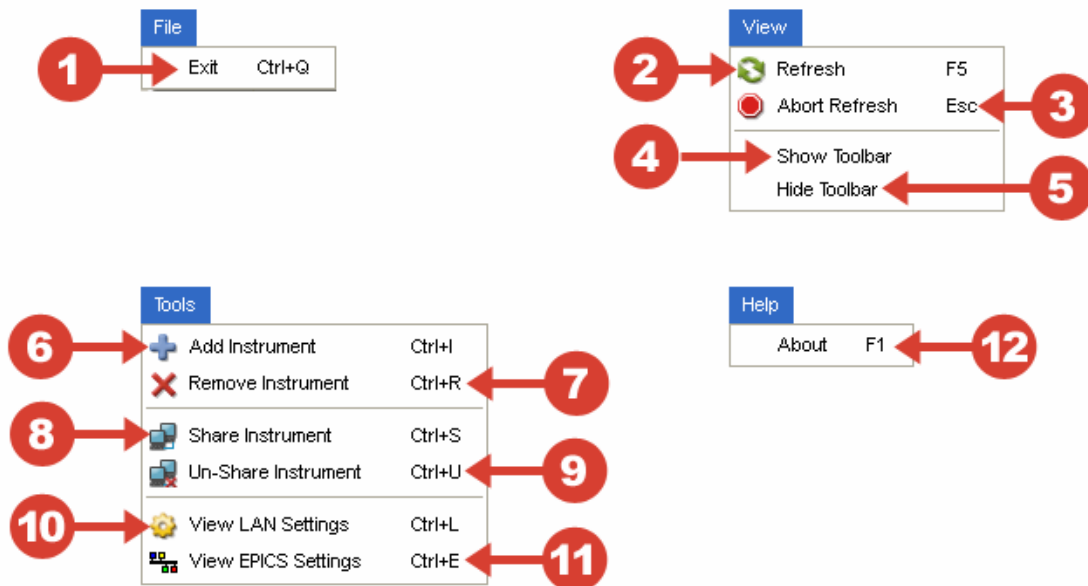 File
1 Exit Ctrl+Q
View
2 Refresh F5
Abort Refresh Esc 3
4 Show Toolbar
Hide Toolbar 5
Tools
6 Add Instrument Ctrl+I
Remove Instrument Ctrl+R 7
8 Share Instrument Ctrl+S
Un-Share Instrument Ctrl+U 9
10 View LAN Settings Ctrl+L
View EPICS Settings Ctrl+E 11
Help
About F1 12